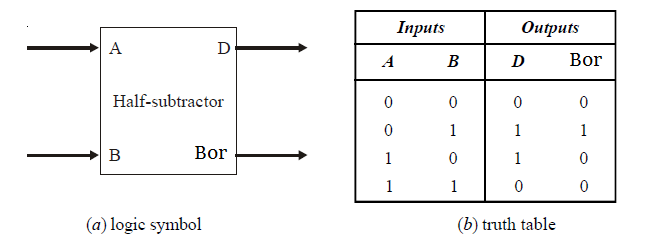 A D
Half-subtractor
B Bor
(a) logic symbol
Inputs Outputs
A B D Bor
0 0 0 0
0 1 1 1
1 0 1 0
1 1 0 0
(b) truth table